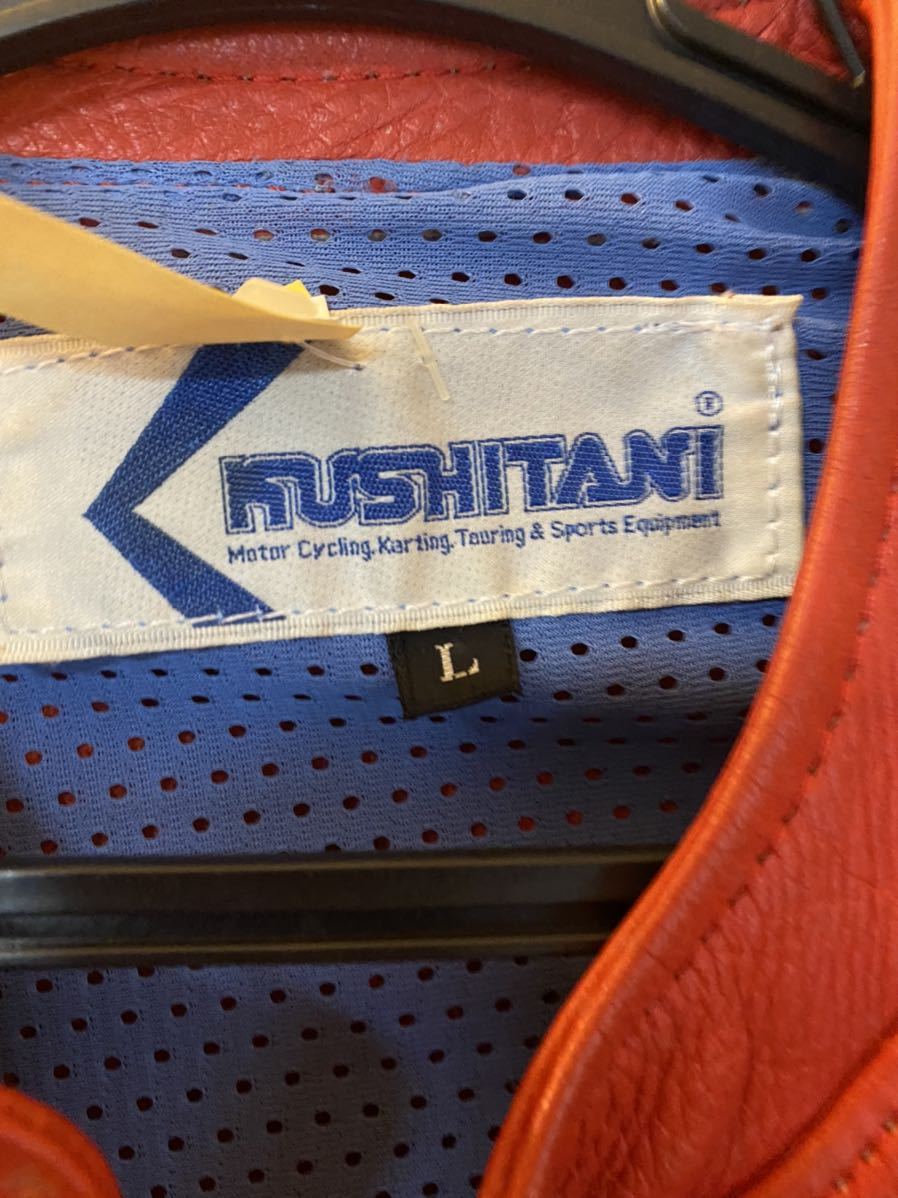 KUSHITANI®
Motor Cycling.Karting.Touring & Sports Equipment
L